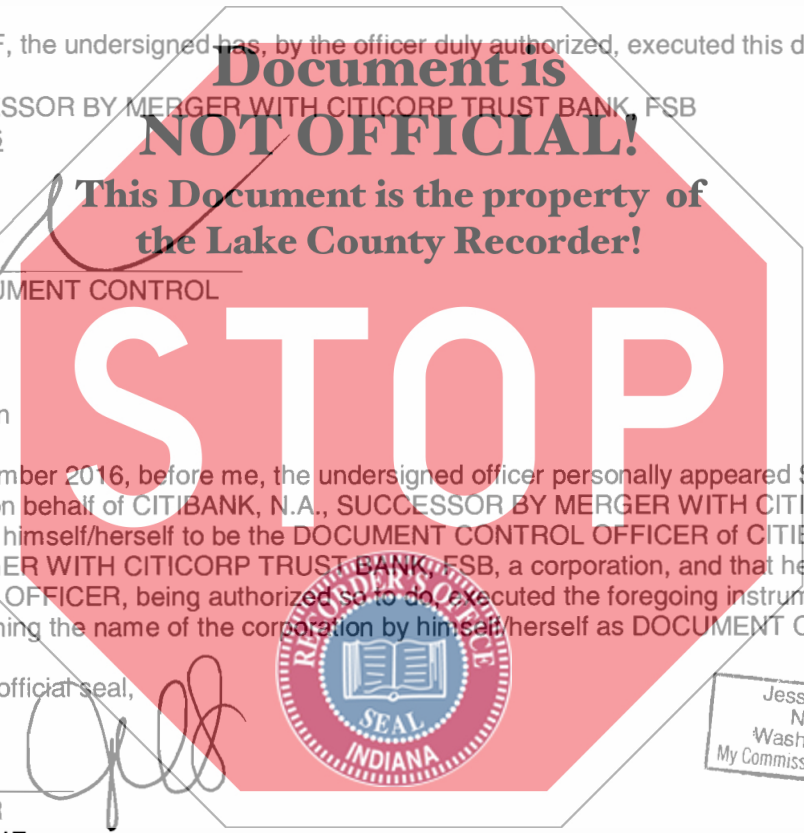 F, the undersigned has, by the officer duly authorized, executed this d
Document is
SSOR BY MERGER WITH CITICORP TRUST BANK, FSB
NOT OFFICIAL!
This Document is the property of
the Lake County Recorder!
UMENT CONTROL
STOP
mber 2016, before me, the undersigned officer personally appeared S
n behalf of CITIBANK, N.A., SUCCESSOR BY MERGER WITH CITI
himself/herself to be the DOCUMENT CONTROL OFFICER of CITIB
ER WITH CITICORP TRUST BANK, FSB, a corporation, and that he
OFFICER, being authorized so to do, executed the foregoing instrum
ning the name of the corporation by himself/herself as DOCUMENT C
RECORDER'S OFFICE
SEAL
INDIANA
official seal,
Jess
N
Wash
My Commiss